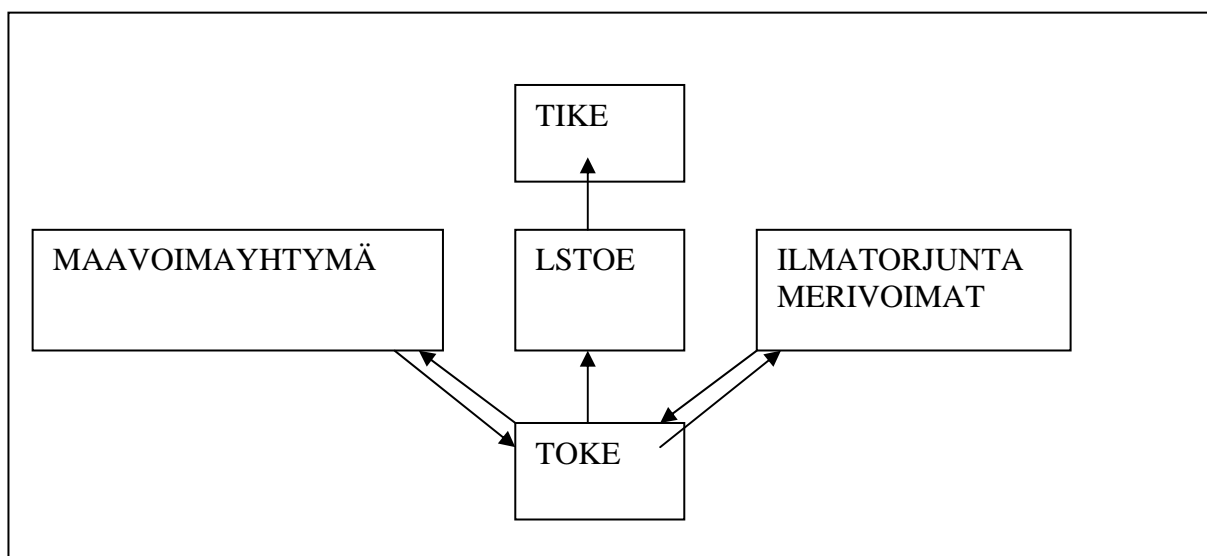 TIKE
MAAVOIMAYHTYMÄ
LSTOE
ILMATORJUNTA
MERIVOIMAT
TOKE